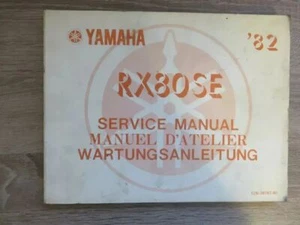 YAMAHA '82
RX80SE
SERVICE MANUAL
MANUEL D'ATELIER
WARTUNGSANLEITUNG